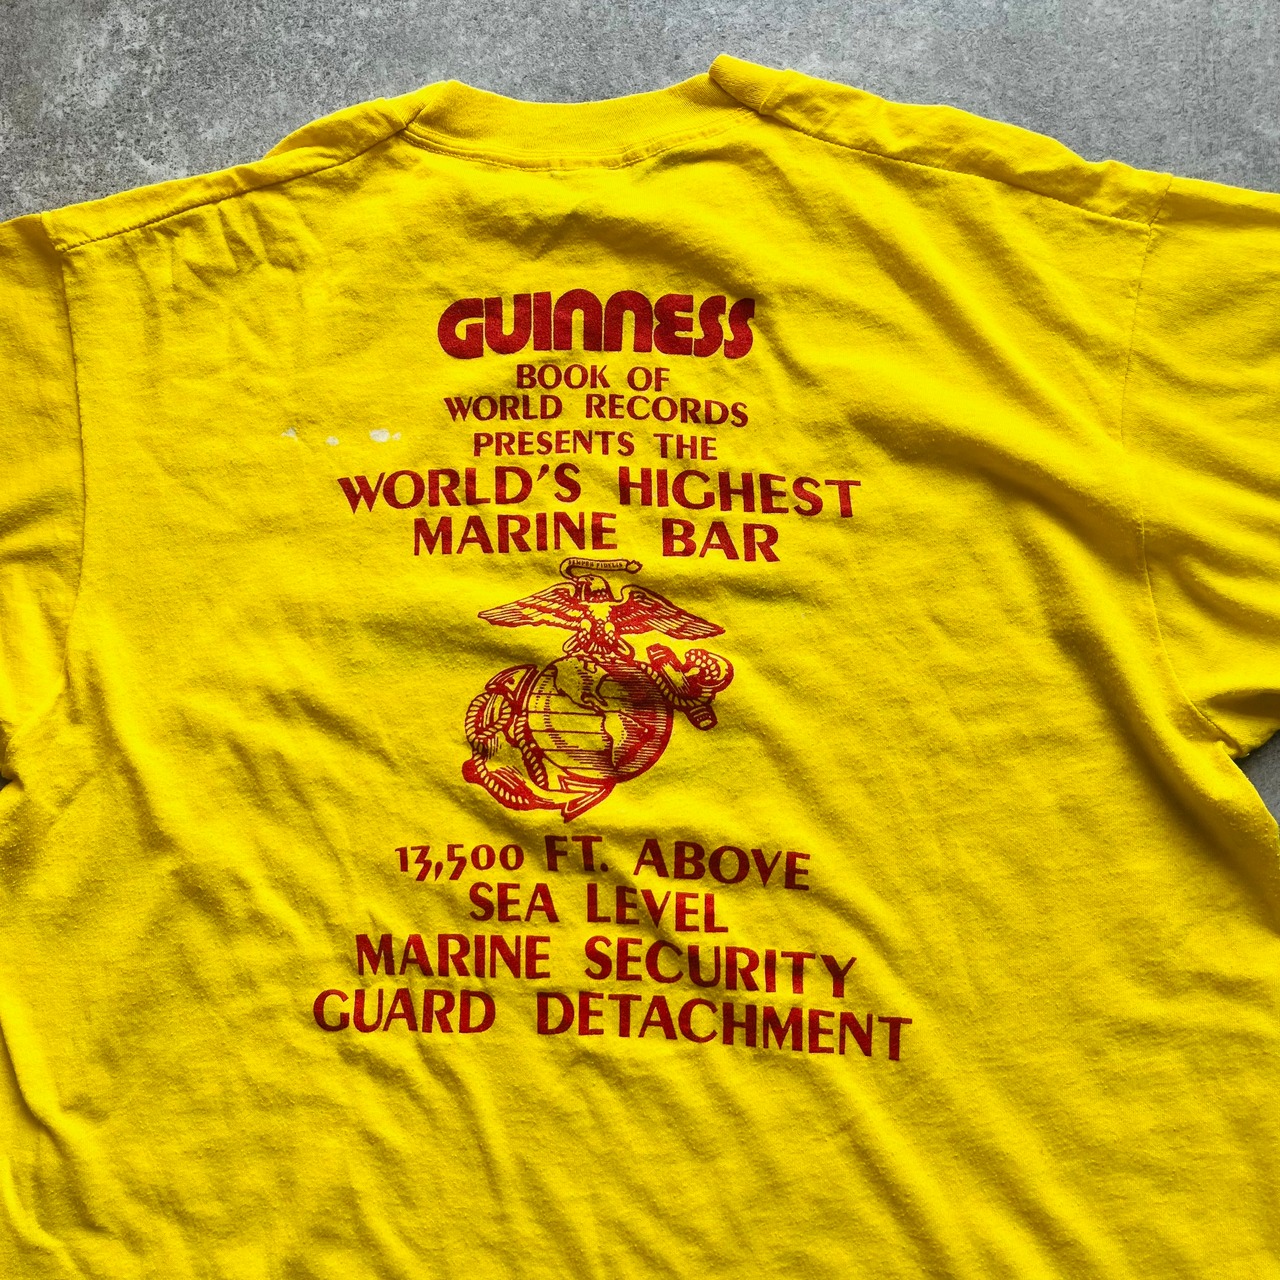 GUINNESS
BOOK OF
WORLD RECORDS
PRESENTS THE
WORLD'S HIGHEST
MARINE BAR
SEMPER FIDELIS
13,500 FT. ABOVE
SEA LEVEL
MARINE SECURITY
GUARD DETACHMENT